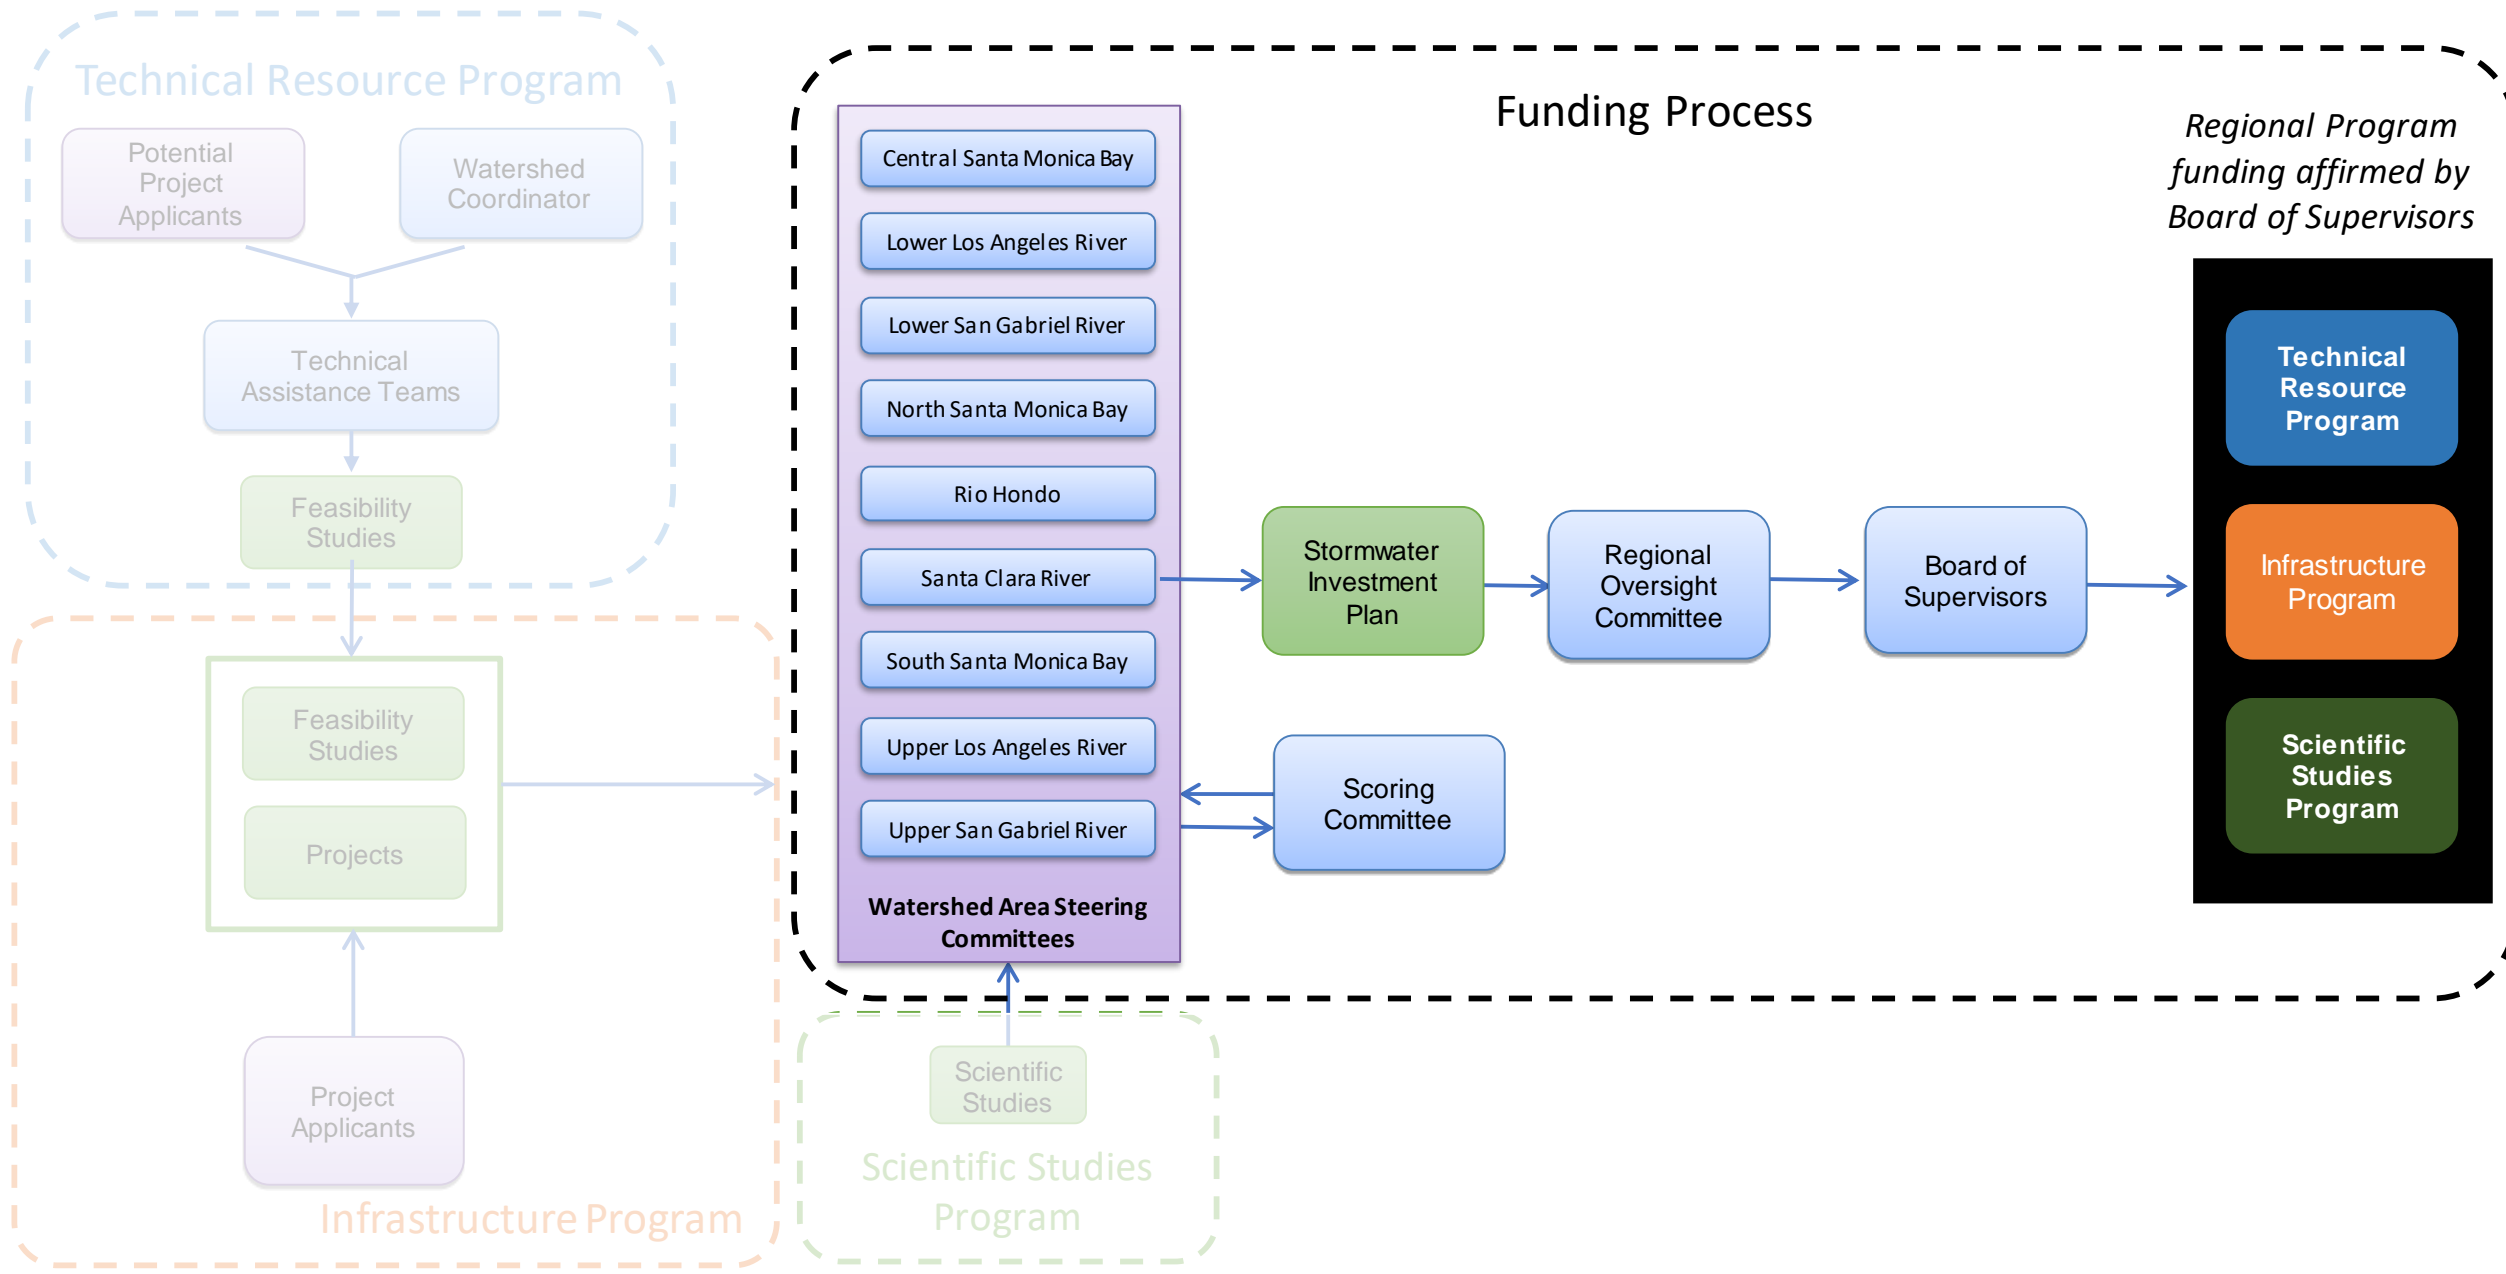 Technical Resource Program
Potential
Project
Applicants
Watershed
Coordinator
Technical
Assistance Teams
Feasibility
Studies
Feasibility
Studies
Projects
Project
Applicants
Infrastructure Program
Funding Process
Central Santa Monica Bay
Lower Los Angeles River
Lower San Gabriel River
North Santa Monica Bay
Rio Hondo
Santa Clara River
South Santa Monica Bay
Upper Los Angeles River
Upper San Gabriel River
Watershed Area Steering
Committees
Stormwater
Investment
Plan
Regional
Oversight
Committee
Board of
Supervisors
Scoring
Committee
Regional Program
funding affirmed by
Board of Supervisors
Technical
Resource
Program
Infrastructure
Program
Scientific
Studies
Program
Scientific
Studies
Scientific Studies
Program